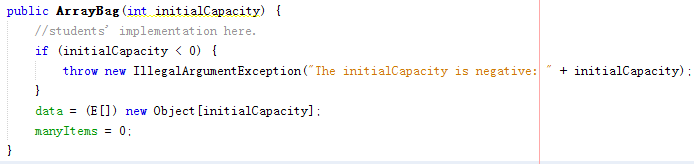 public ArrayBag(int initialCapacity) {
    //students' implementation here.
    if (initialCapacity < 0) {
        throw new IllegalArgumentException("The initialCapacity is negative: " + initialCapacity);
    }
    data = (E[]) new Object[initialCapacity];
    manyItems = 0;
}